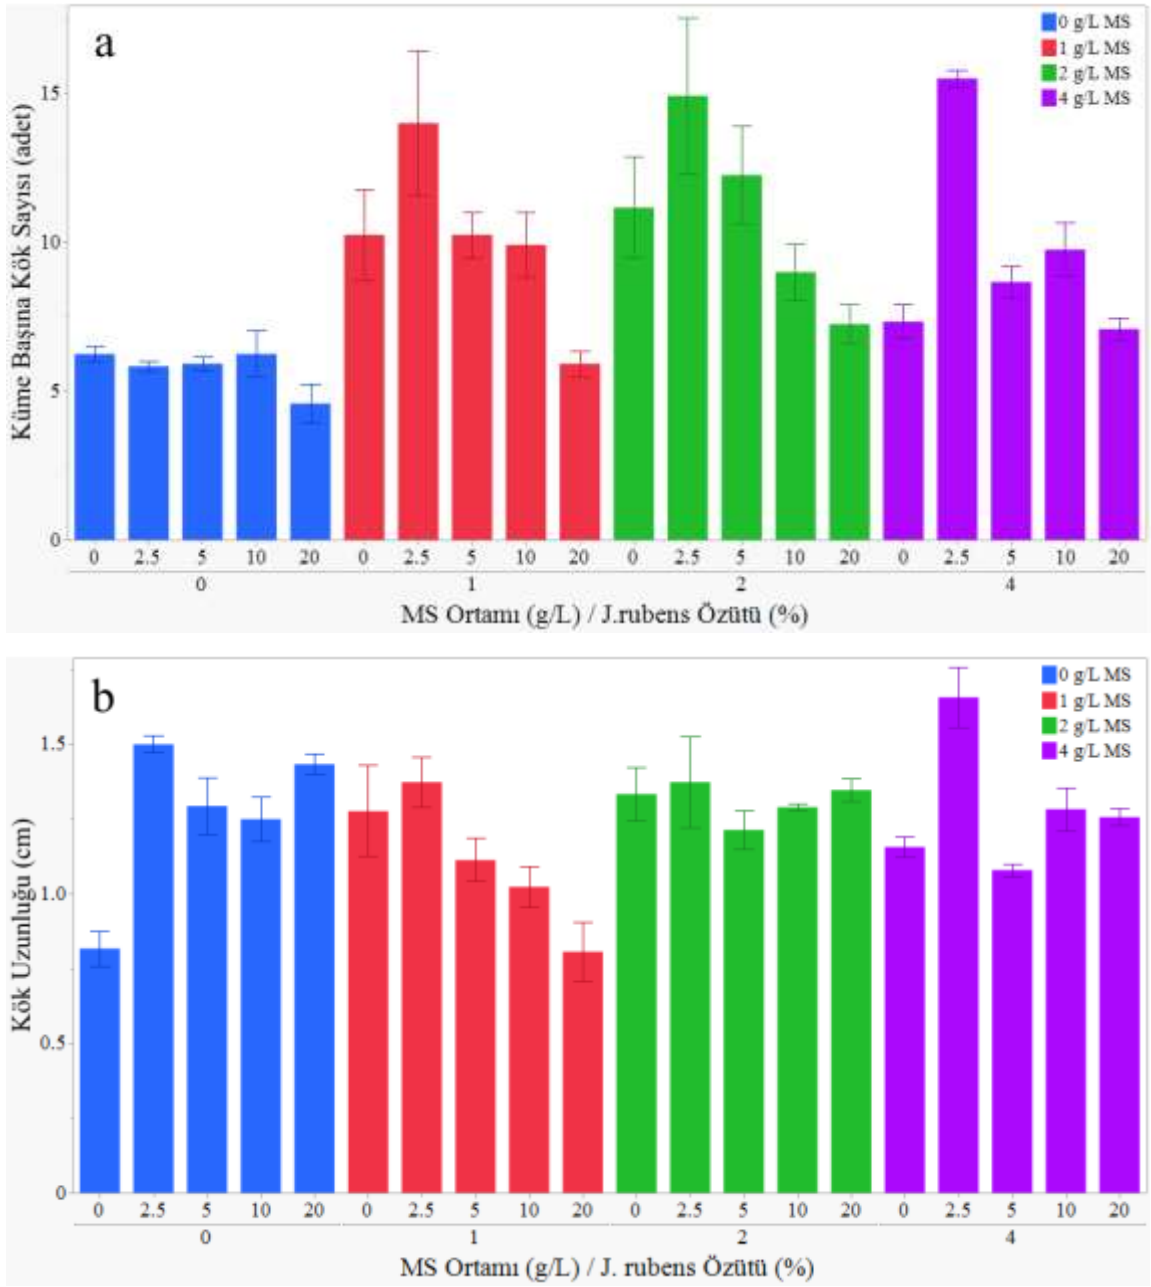 a
0 g/L MS
1 g/L MS
2 g/L MS
4 g/L MS
Küme Başına Kök Sayısı (adet)
15
10
5
0
0 2.5 5 10 20 0 2.5 5 10 20 0 2.5 5 10 20 0 2.5 5 10 20
0 1 2 4
MS Ortamı (g/L) / J.rubens Özütü (%)
b
0 g/L MS
1 g/L MS
2 g/L MS
4 g/L MS
Kök Uzunluğu (cm)
1.5
1.0
0.5
0
0 2.5 5 10 20 0 2.5 5 10 20 0 2.5 5 10 20 0 2.5 5 10 20
0 1 2 4
MS Ortamı (g/L) / J. rubens Özütü (%)